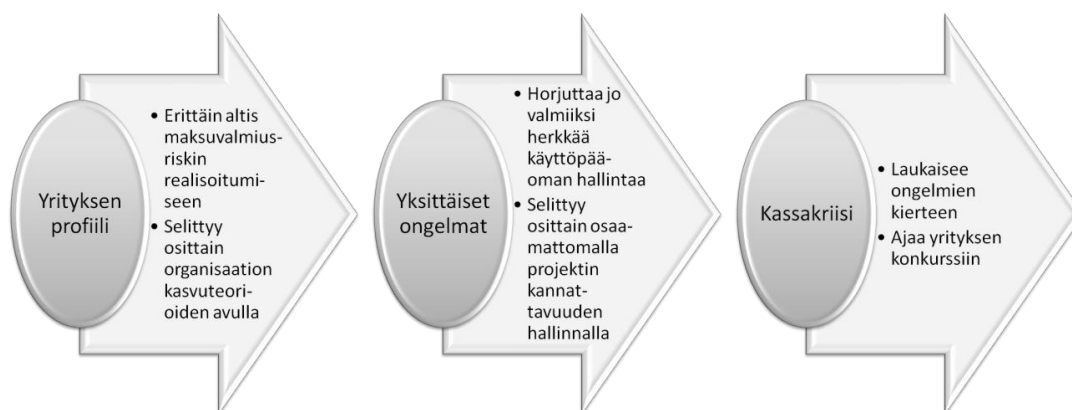 Yrityksen
profiili
• Erittäin altis
maksuvalmius-
riskin
realisoitumi-
seen
• Selittyy
osittain
organisaation
kasvuteori-
oiden avulla
Yksittäiset
ongelmat
• Horjuttaa jo
valmiiksi
herkkää
käyttöpää-
oman hallintaa
• Selittyy
osittain osaa-
mattomalla
projektin
kannat-
tavuuden
hallinnalla
Kassakriisi
• Laukaisee
ongelmien
kierteen
• Ajaa yrityksen
konkurssiin